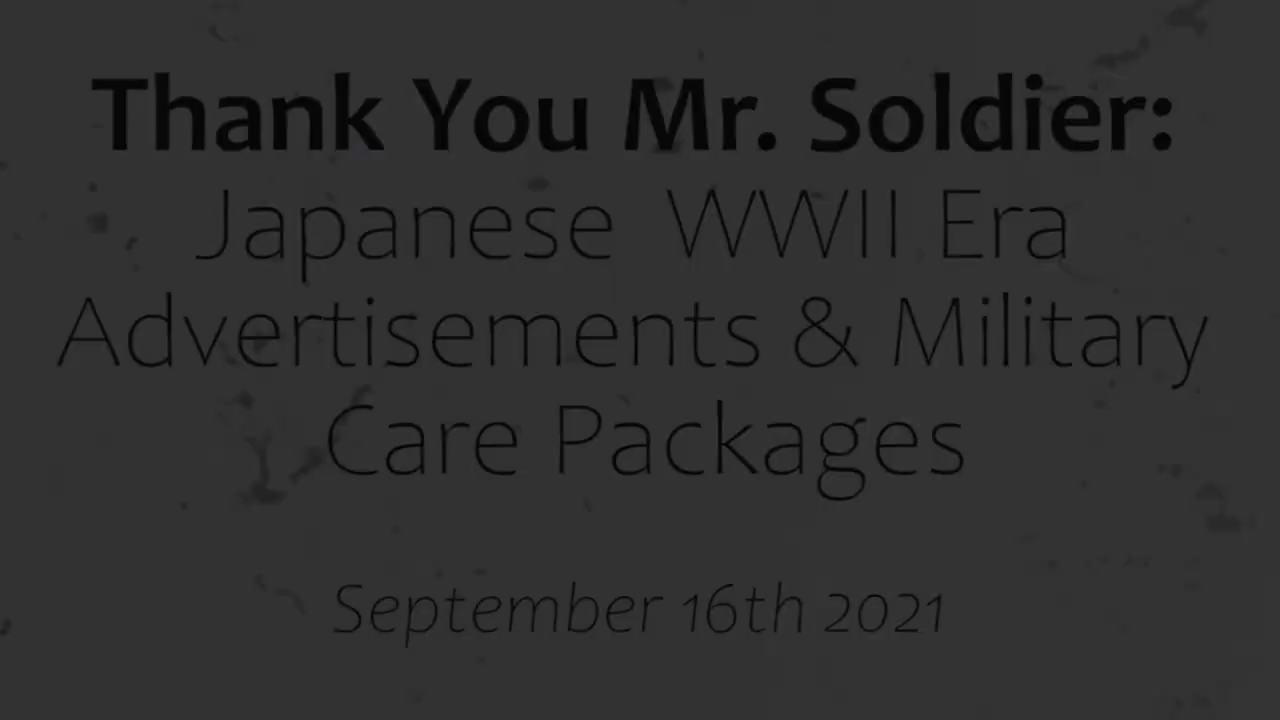 Thank You Mr. Soldier:
Japanese WWII Era
Advertisements & Military
Care Packages
September 16th 2021